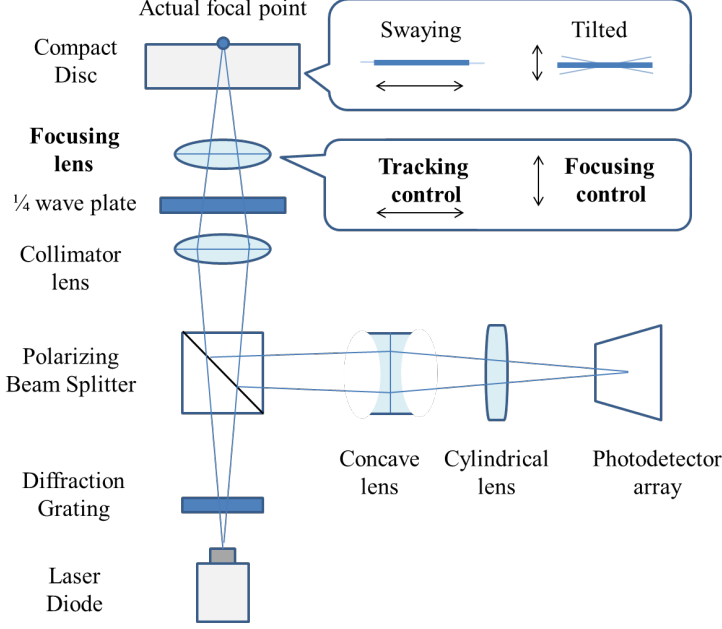 Actual focal point
Compact
Disc
Swaying
Tilted
Focusing
lens
Tracking
control
Focusing
control
¼ wave plate
Collimator
lens
Polarizing
Beam Splitter
Concave
lens
Cylindrical
lens
Photodetector
array
Diffraction
Grating
Laser
Diode